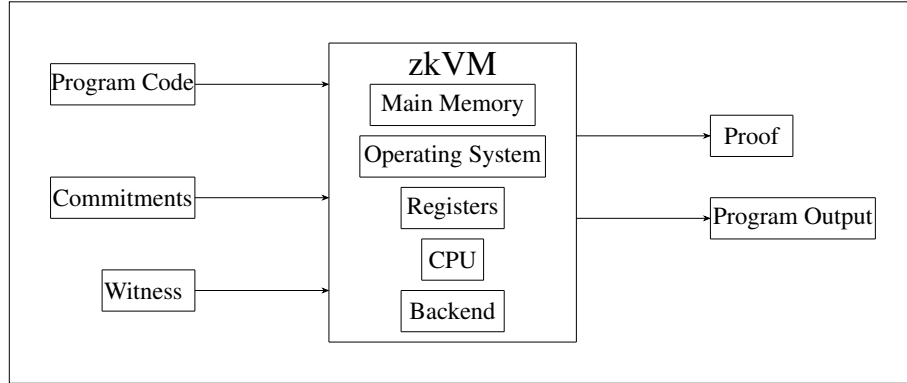 Program Code
Commitments
Witness
zkVM
Main Memory
Operating System
Registers
CPU
Backend
Proof
Program Output